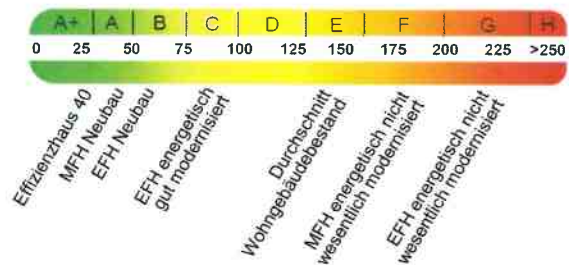 A+ A B C D E F G H
0 25 50 75 100 125 150 175 200 225 >250
Effizienzhaus 40
MFH Neubau
EFH Neubau
EFH energetisch
gut modernisiert
Durchschnitt
Wohngebäudebestand
MFH energetisch nicht
wesentlich modernisiert
EFH energetisch nicht
wesentlich modernisiert